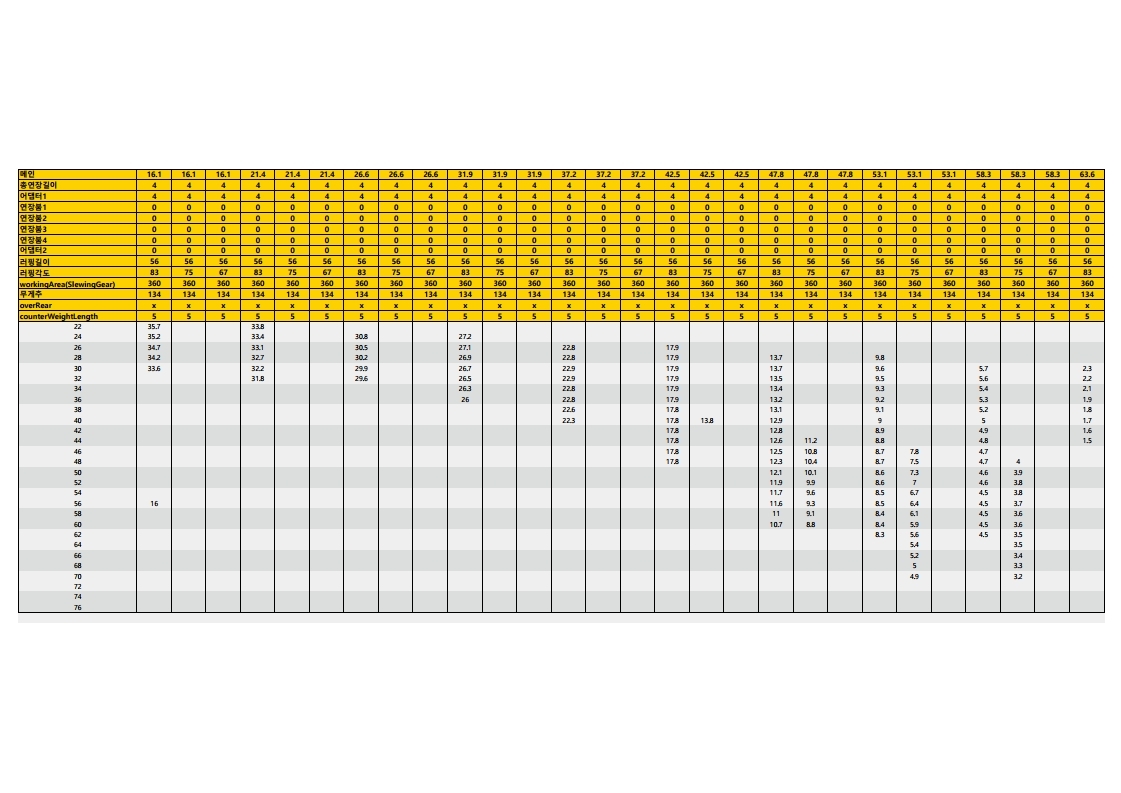 메인 16.1 16.1 16.1 21.4 21.4 21.4 26.6 26.6 26.6 31.9 31.9 31.9 37.2 37.2 37.2 42.5 42.5 42.5 47.8 47.8 47.8 53.1 53.1 53.1 58.3 58.3 58.3 63.6
총연장길이 4 4 4 4 4 4 4 4 4 4 4 4 4 4 4 4 4 4 4 4 4 4 4 4 4 4 4 4
어댑터1 4 4 4 4 4 4 4 4 4 4 4 4 4 4 4 4 4 4 4 4 4 4 4 4 4 4 4 4
연장붐1 0 0 0 0 0 0 0 0 0 0 0 0 0 0 0 0 0 0 0 0 0 0 0 0 0 0 0 0
연장붐2 0 0 0 0 0 0 0 0 0 0 0 0 0 0 0 0 0 0 0 0 0 0 0 0 0 0 0 0
연장붐3 0 0 0 0 0 0 0 0 0 0 0 0 0 0 0 0 0 0 0 0 0 0 0 0 0 0 0 0
연장붐4 0 0 0 0 0 0 0 0 0 0 0 0 0 0 0 0 0 0 0 0 0 0 0 0 0 0 0 0
어댑터2 0 0 0 0 0 0 0 0 0 0 0 0 0 0 0 0 0 0 0 0 0 0 0 0 0 0 0 0
러핑길이 56 56 56 56 56 56 56 56 56 56 56 56 56 56 56 56 56 56 56 56 56 56 56 56 56 56 56 56
러핑각도 83 75 67 83 75 67 83 75 67 83 75 67 83 75 67 83 75 67 83 75 67 83 75 67 83 75 67 83
workingArea(SlewingGear) 360 360 360 360 360 360 360 360 360 360 360 360 360 360 360 360 360 360 360 360 360 360 360 360 360 360 360 360
무게추 134 134 134 134 134 134 134 134 134 134 134 134 134 134 134 134 134 134 134 134 134 134 134 134 134 134 134 134
overRear x x x x x x x x x x x x x x x x x x x x x x x x x x x x
counterWeightLength 5 5 5 5 5 5 5 5 5 5 5 5 5 5 5 5 5 5 5 5 5 5 5 5 5 5 5 5
22 35.7 33.8
24 35.2 33.4 30.8 27.2
26 34.7 33.1 30.5 27.1 22.8 17.9
28 34.2 32.7 30.2 26.9 22.8 17.9 13.7 9.8
30 33.6 32.2 29.9 26.7 22.9 17.9 13.7 9.6 5.7 2.3
32 31.8 29.6 26.5 22.9 17.9 13.5 9.5 5.6 2.2
34 26.3 22.8 17.9 13.4 9.3 5.4 2.1
36 26 22.8 17.9 13.2 9.2 5.3 1.9
38 22.6 17.8 13.1 9.1 5.2 1.8
40 22.3 17.8 13.8 12.9 9 5 1.7
42 17.8 12.8 8.9 4.9 1.6
44 17.8 12.6 11.2 8.8 4.8 1.5
46 17.8 12.5 10.8 8.7 7.8 4.7
48 17.8 12.3 10.4 8.7 7.5 4.7 4
50 12.1 10.1 8.6 7.3 4.6 3.9
52 11.9 9.9 8.6 7 4.6 3.8
54 11.7 9.6 8.5 6.7 4.5 3.8
56 16 11.6 9.3 8.5 6.4 4.5 3.7
58 11 9.1 8.4 6.1 4.5 3.6
60 10.7 8.8 8.4 5.9 4.5 3.6
62 8.3 5.6 4.5 3.5
64 5.4 3.5
66 5.2 3.4
68 5 3.3
70 4.9 3.2
72
74
76